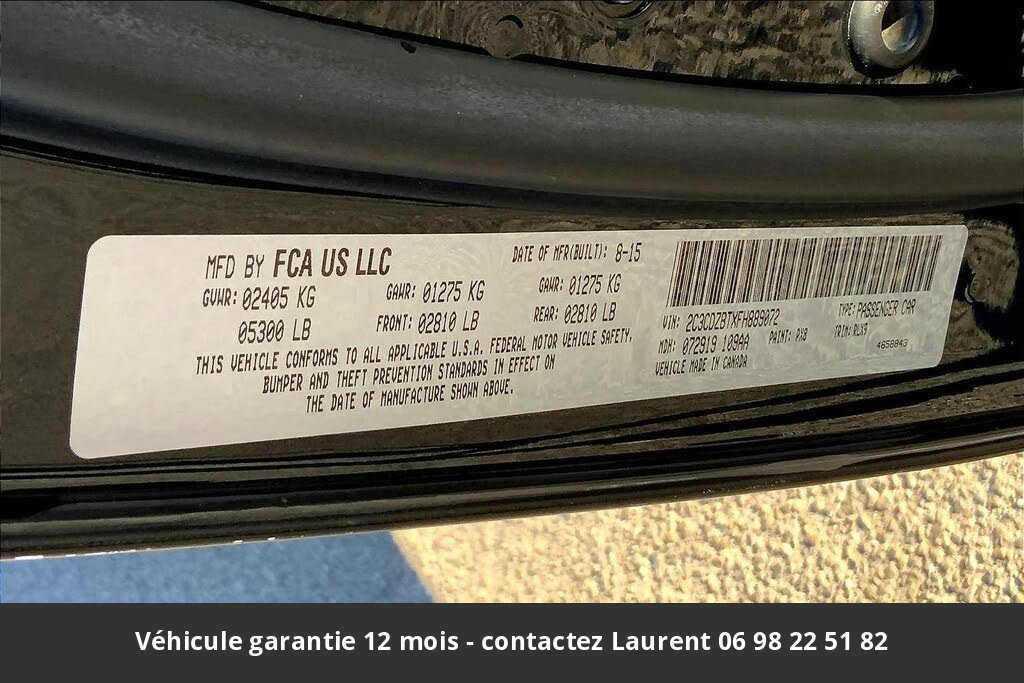 MFD BY FCA US LLC DATE OF MFR(BUILT): 8-15
GVWR: 02405 KG GAWR: 01275 KG GAWR: 01275 KG
05300 LB FRONT: 02810 LB REAR: 02810 LB
THIS VEHICLE CONFORMS TO ALL APPLICABLE U.S.A. FEDERAL MOTOR VEHICLE SAFETY,
BUMPER AND THEFT PREVENTION STANDARDS IN EFFECT ON
THE DATE OF MANUFACTURE SHOWN ABOVE.
VIN: 2C3CDZBTXFH889072 TYPE: PASSENGER CAR
MDH: 072919 109AA PAINT: PX8 TRIM: RLX9
VEHICLE MADE IN CANADA 4658843
Véhicule garantie 12 mois - contactez Laurent 06 98 22 51 82